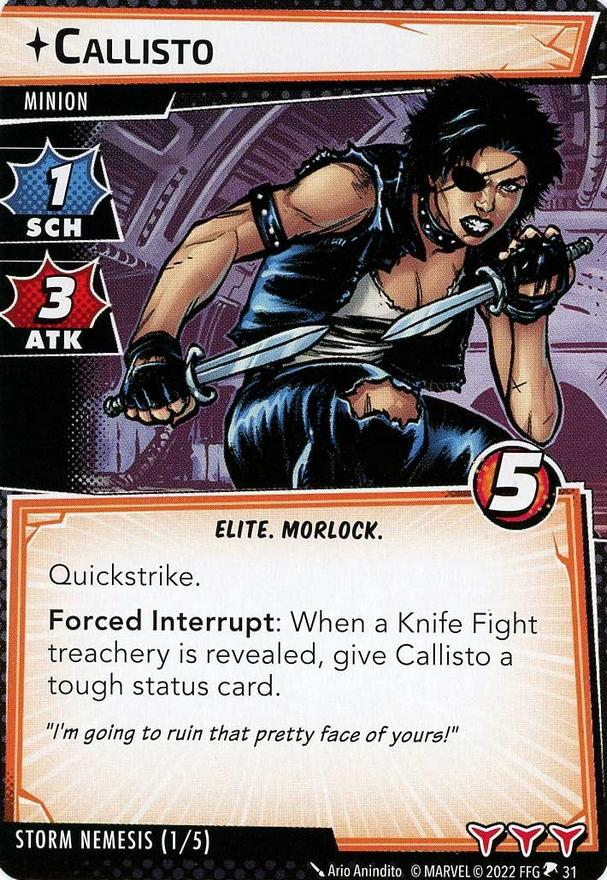 CALLISTO
MINION
1
SCH
3
ATK
5
ELITE. MORLOCK.
Quickstrike.
Forced Interrupt: When a Knife Fight
treachery is revealed, give Callisto a
tough status card.
"I'm going to ruin that pretty face of yours!"
STORM NEMESIS (1/5)
Ario Anindito © MARVEL © 2022 FFG 31